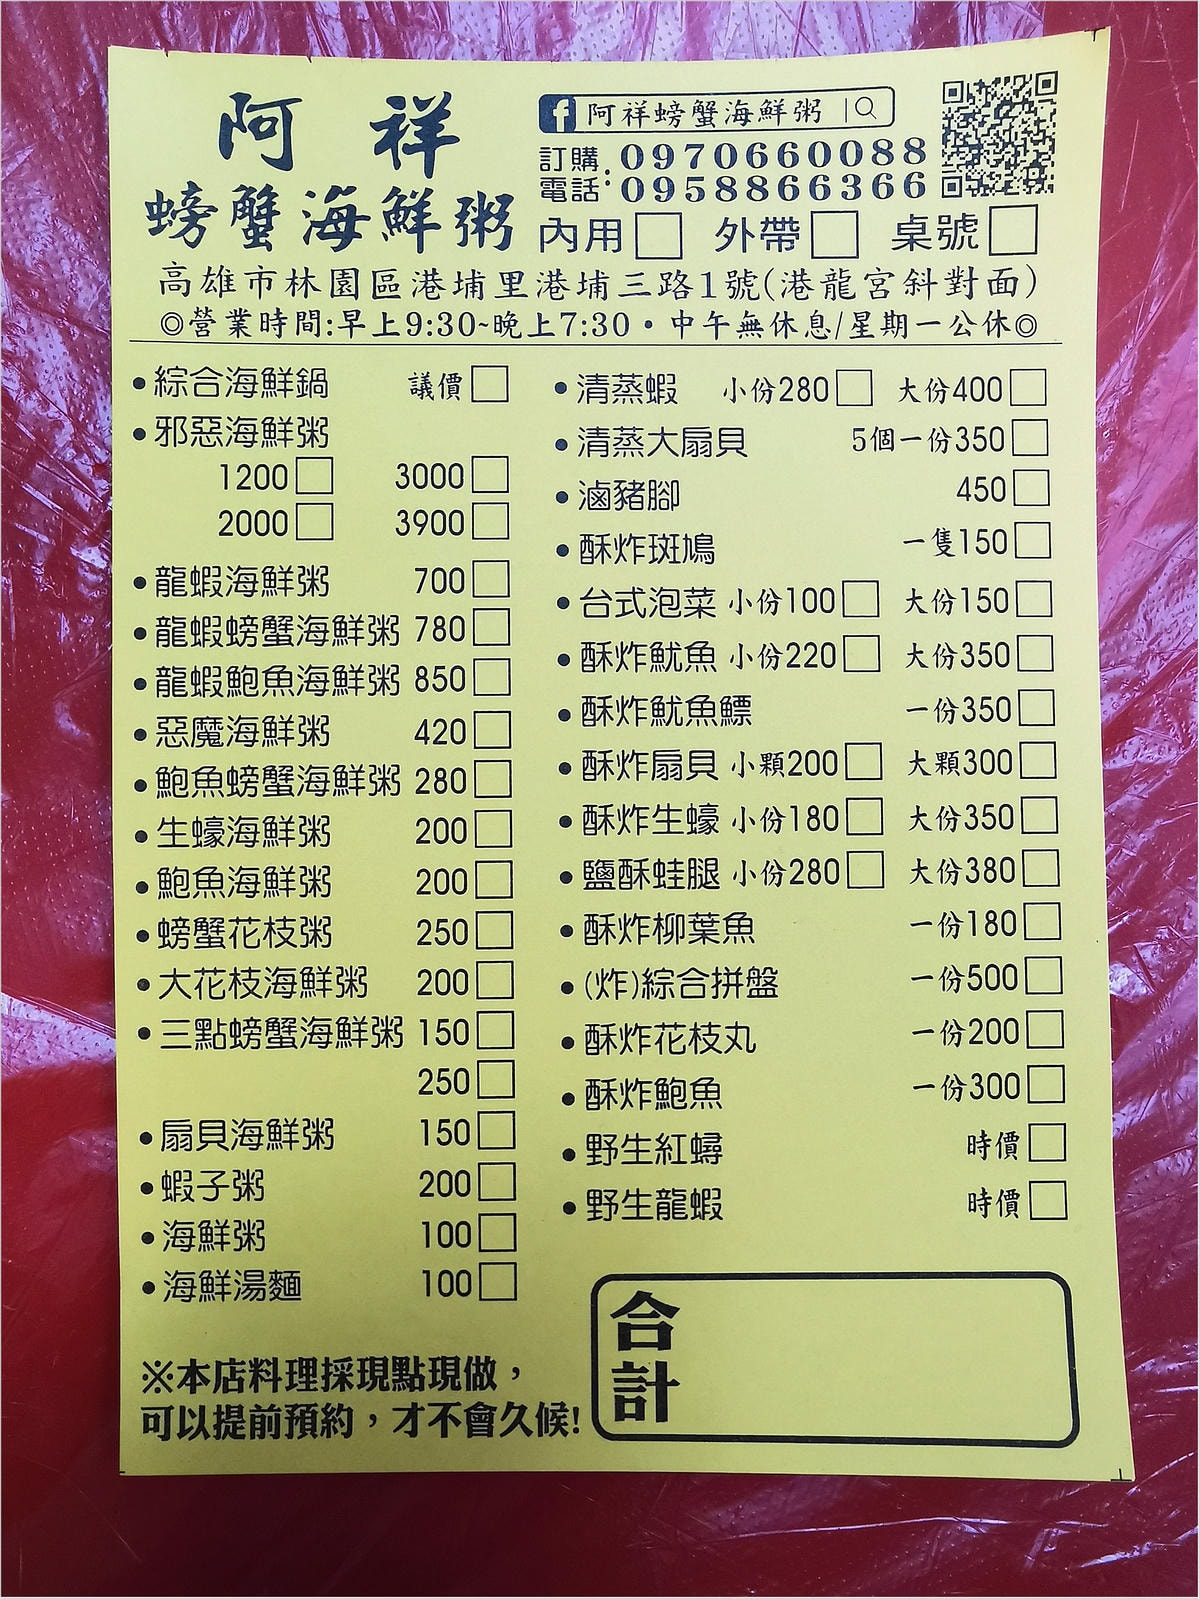 阿祥
螃蟹海鮮粥
阿祥螃蟹海鮮粥
訂購電話: 0970660088
0958866366
內用 外帶 桌號
高雄市林園區港埔里港埔三路1號(港龍宮斜對面)
◎營業時間:早上9:30~晚上7:30・中午無休息/星期一公休◎
•綜合海鮮鍋 議價
•邪惡海鮮粥
1200 3000
2000 3900
•龍蝦海鮮粥 700
•龍蝦螃蟹海鮮粥 780
•龍蝦鮑魚海鮮粥 850
•惡魔海鮮粥 420
•鮑魚螃蟹海鮮粥 280
•生蠔海鮮粥 200
•鮑魚海鮮粥 200
•螃蟹花枝粥 250
•大花枝海鮮粥 200
•三點螃蟹海鮮粥 150
250
•扇貝海鮮粥 150
•蝦子粥 200
•海鮮粥 100
•海鮮湯麵 100
※本店料理採現點現做，
可以提前預約，才不會久候!
•清蒸蝦 小份280 大份400
•清蒸大扇貝 5個一份350
•滷豬腳 450
•酥炸斑鳩 一隻150
•台式泡菜 小份100 大份150
•酥炸魷魚 小份220 大份350
•酥炸魷魚鰾 一份350
•酥炸扇貝 小顆200 大顆300
•酥炸生蠔 小份180 大份350
•鹽酥蛙腿 小份280 大份380
•酥炸柳葉魚 一份180
•(炸)綜合拼盤 一份500
•酥炸花枝丸 一份200
•酥炸鮑魚 一份300
•野生紅蟳 時價
•野生龍蝦 時價
合計